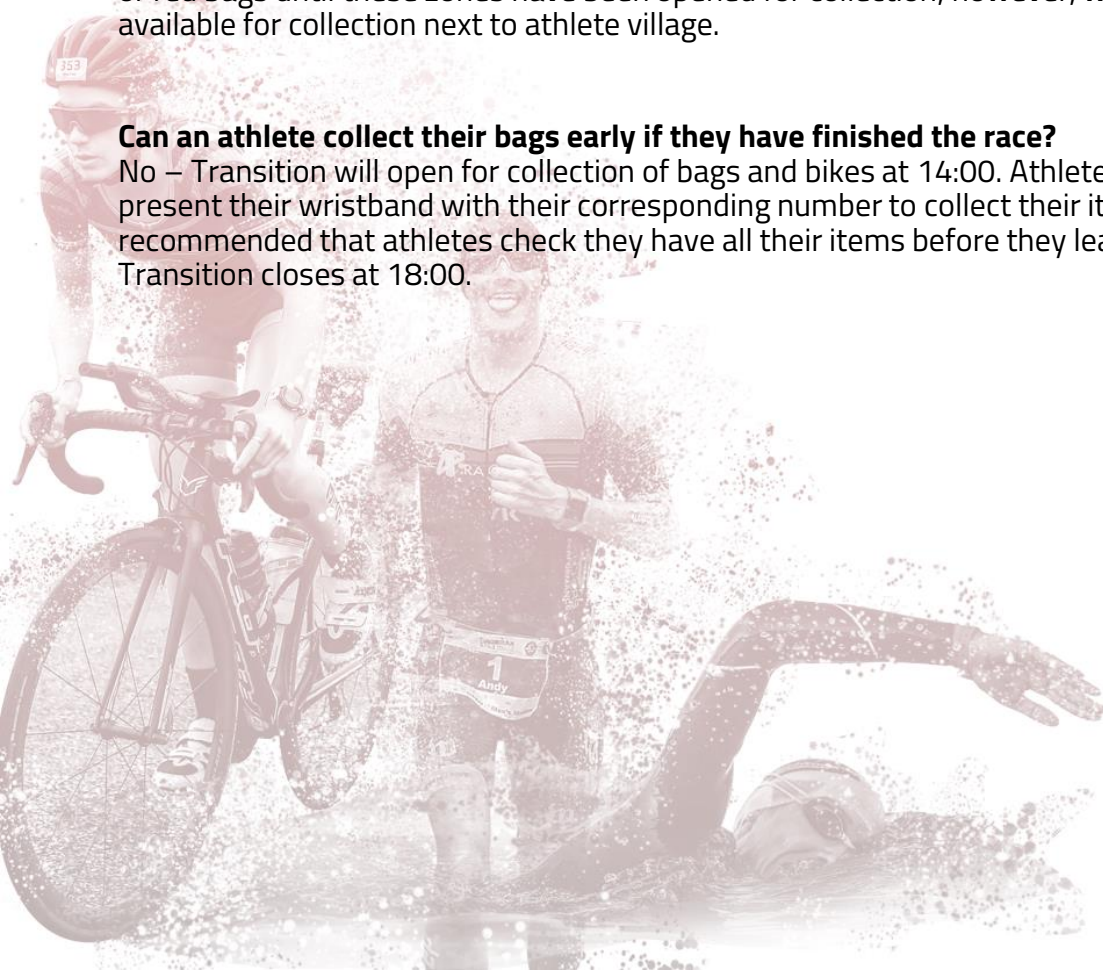 available for collection next to athlete village.
Can an athlete collect their bags early if they have finished the race?
No – Transition will open for collection of bags and bikes at 14:00. Athlete
present their wristband with their corresponding number to collect their it
recommended that athletes check they have all their items before they lea
Transition closes at 18:00.
353
1
Andy